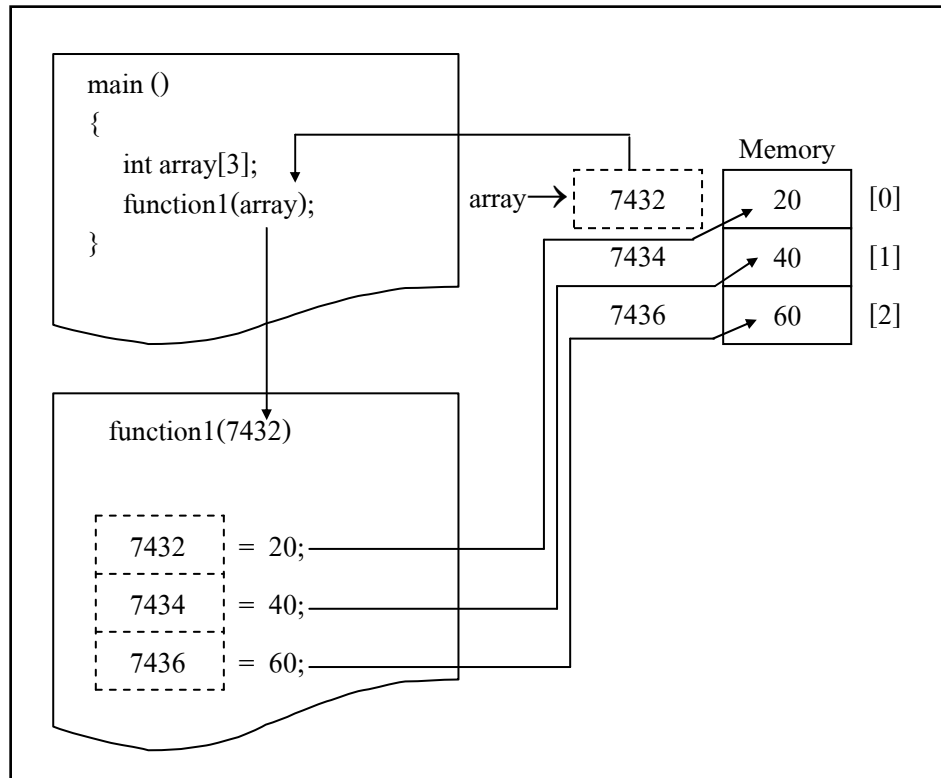 main ()
{
int array[3];
function1(array);
}
Memory
array
7432
20
[0]
7434
40
[1]
7436
60
[2]
function1(7432)
7432 = 20;
7434 = 40;
7436 = 60;